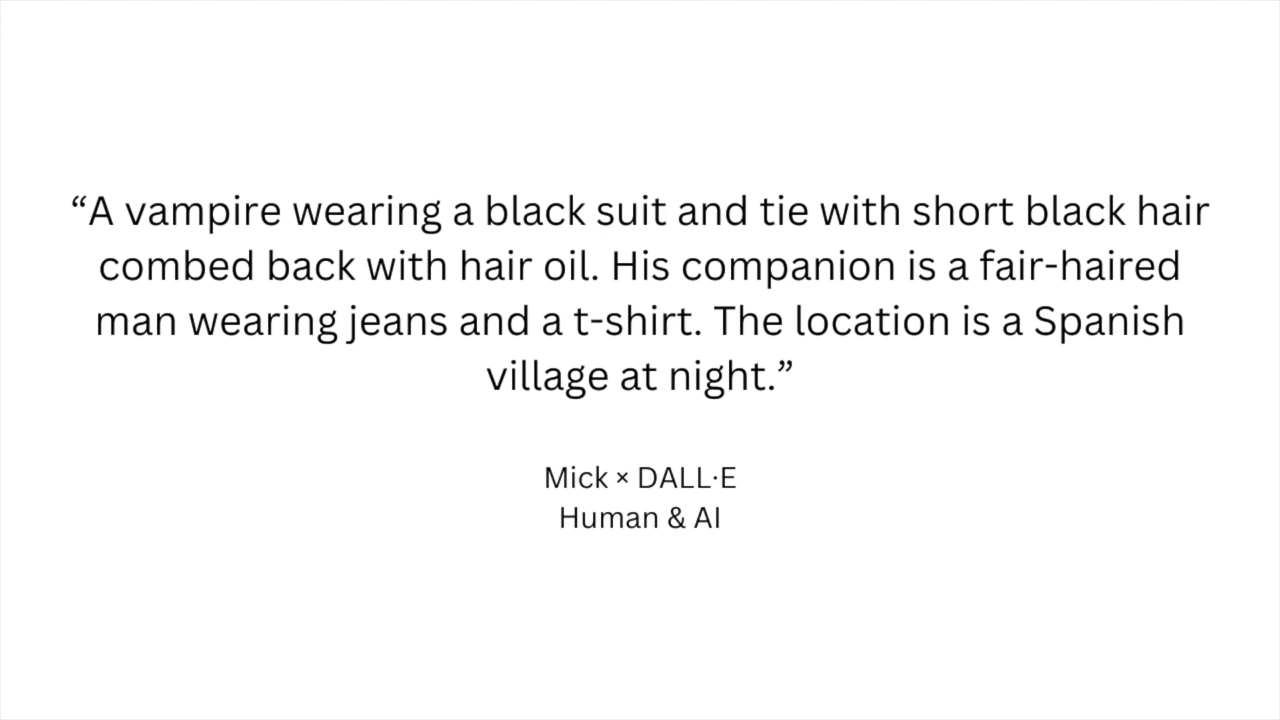 “A vampire wearing a black suit and tie with short black hair
combed back with hair oil. His companion is a fair-haired
man wearing jeans and a t-shirt. The location is a Spanish
village at night.”
Mick × DALL·E
Human & AI